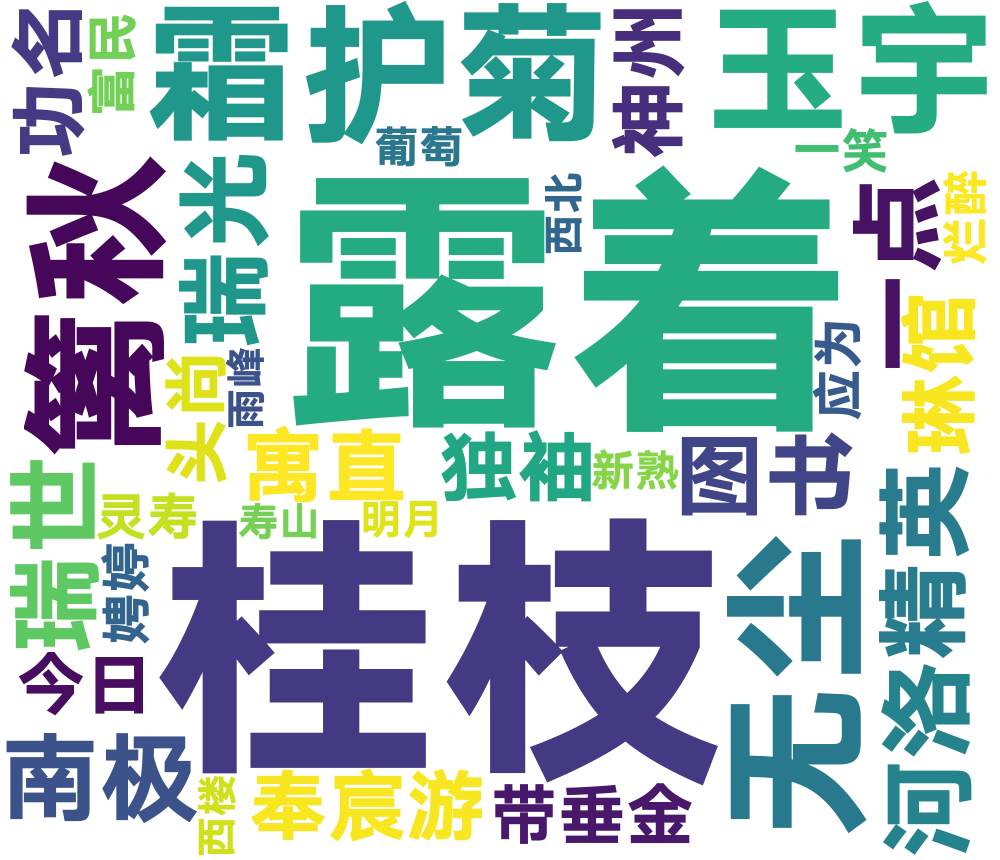 功名
富民
霜
护菊
神州
玉宇
葡萄
一笑
篱秋
瑞光
露着
西北
一点
烂醉
头尚
雨峰
应为
琳馆
寓直
独袖
新熟
图书
瑞世
灵寿
寿山
明月
精英
娉婷
桂枝
无尘
今日
河洛
南极
西楼
奉宸游
带垂金